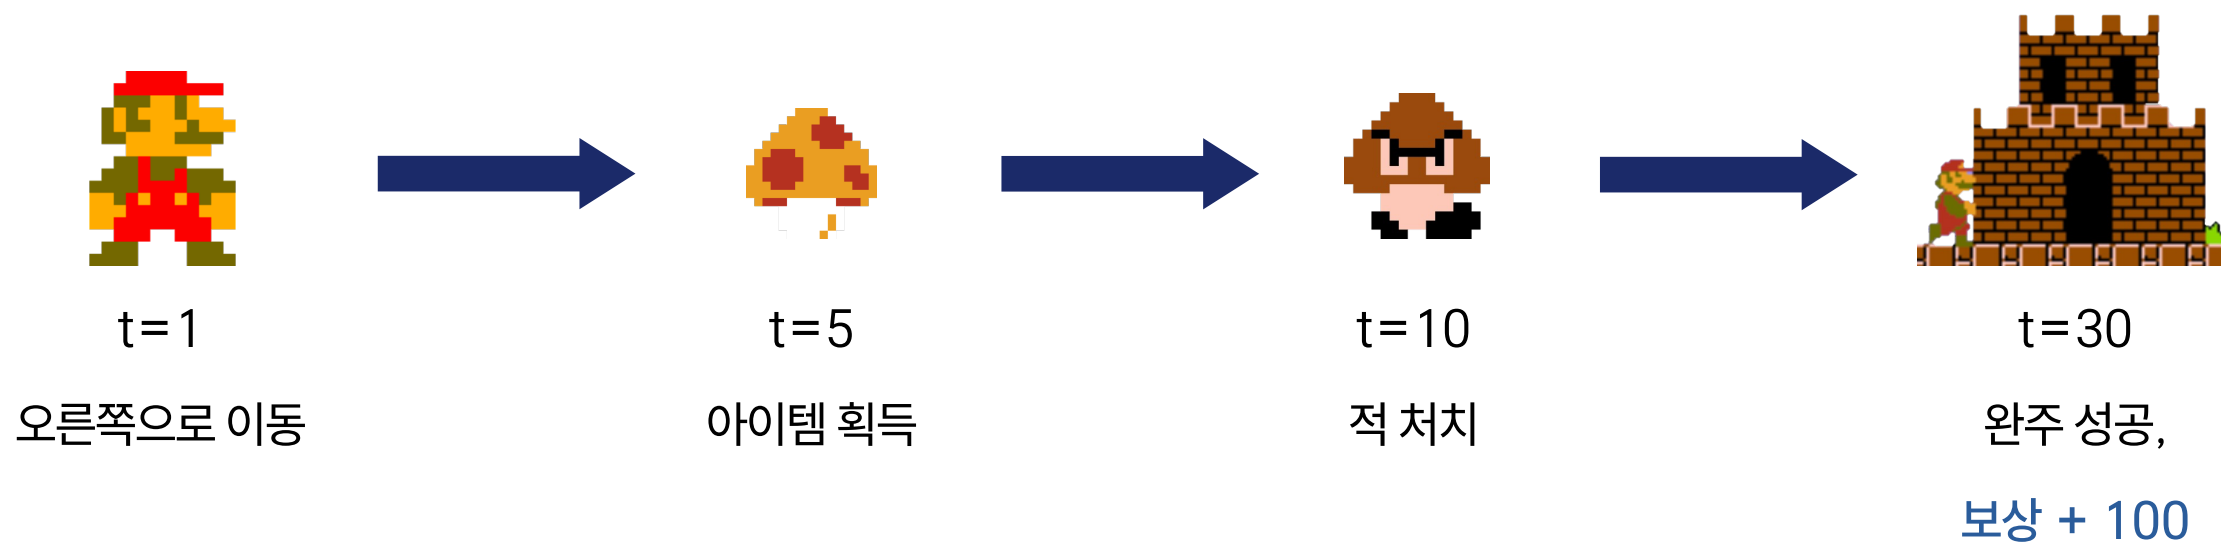 t=1
오른쪽으로 이동
t=5
아이템 획득
t=10
적 처치
t=30
완주 성공,
보상 + 100